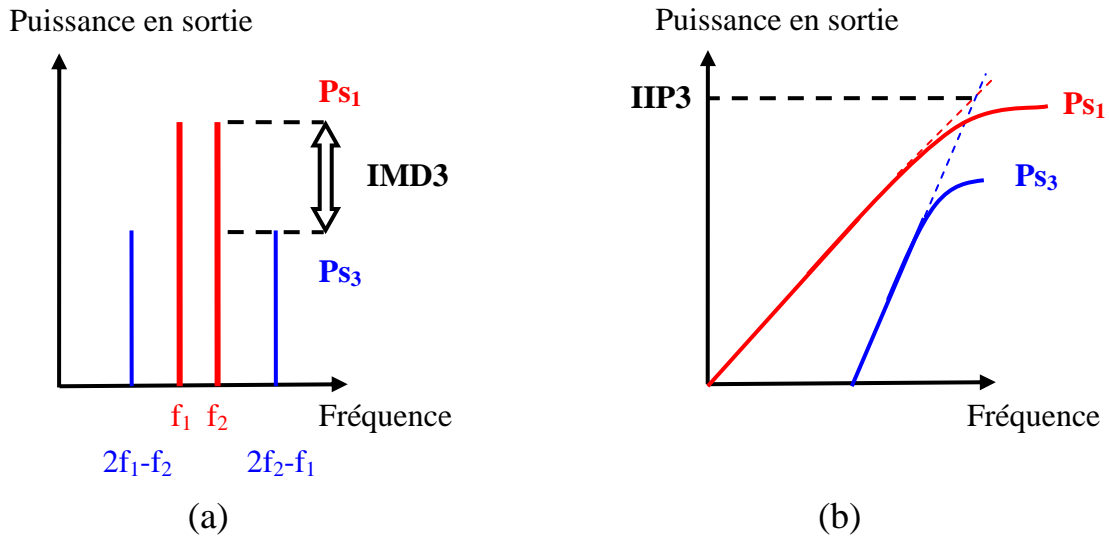 Puissance en sortie
Ps₁
IMD3
Ps₃
Fréquence
f₁ f₂
2f₁-f₂ 2f₂-f₁
(a)
Puissance en sortie
IIP3
Ps₁
Ps₃
Fréquence
(b)